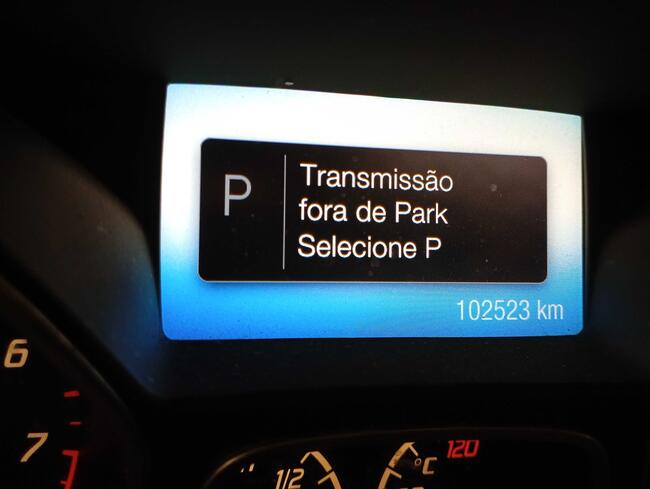 P
Transmissão
fora de Park
Selecione P
102523 km
6
7
1/2
°C
120